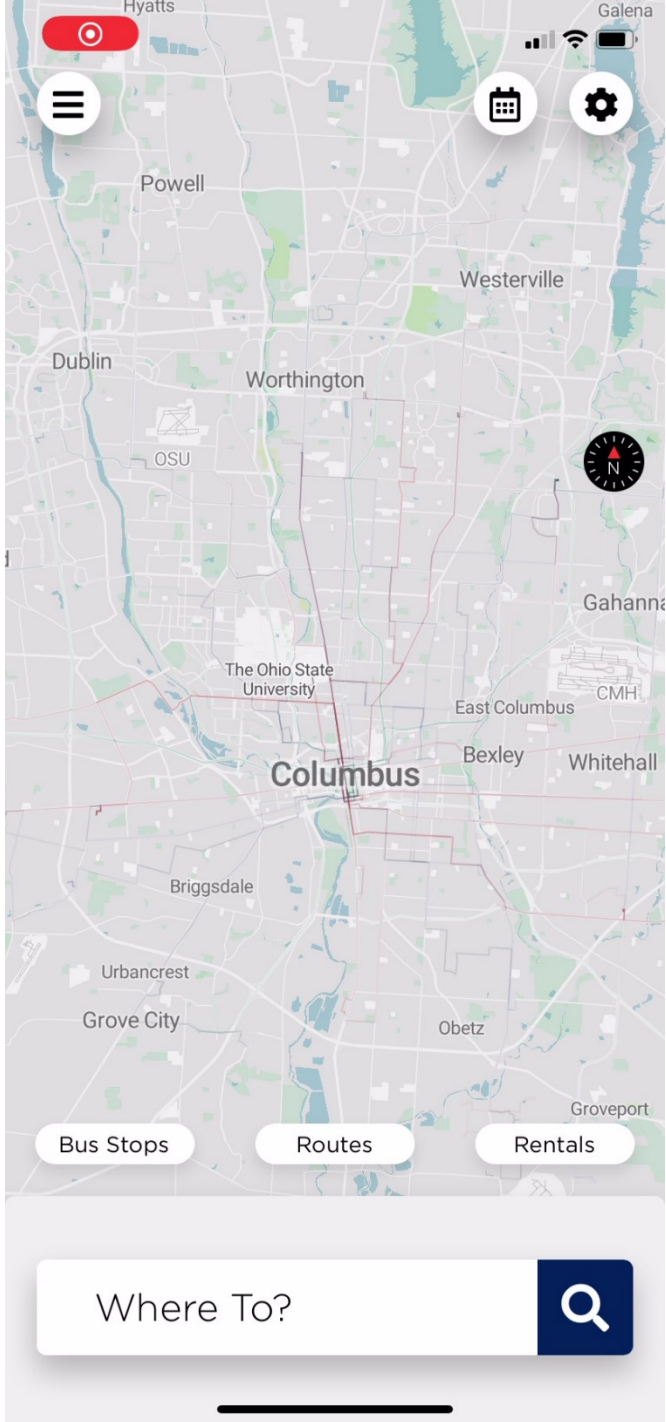 Hyatts
Galena
Powell
Westerville
Dublin
Worthington
OSU
N
Gahanna
The Ohio State
University
CMH
East Columbus
Bexley
Whitehall
Columbus
Briggsdale
Urbancrest
Grove City
Obetz
Groveport
Bus Stops
Routes
Rentals
Where To?